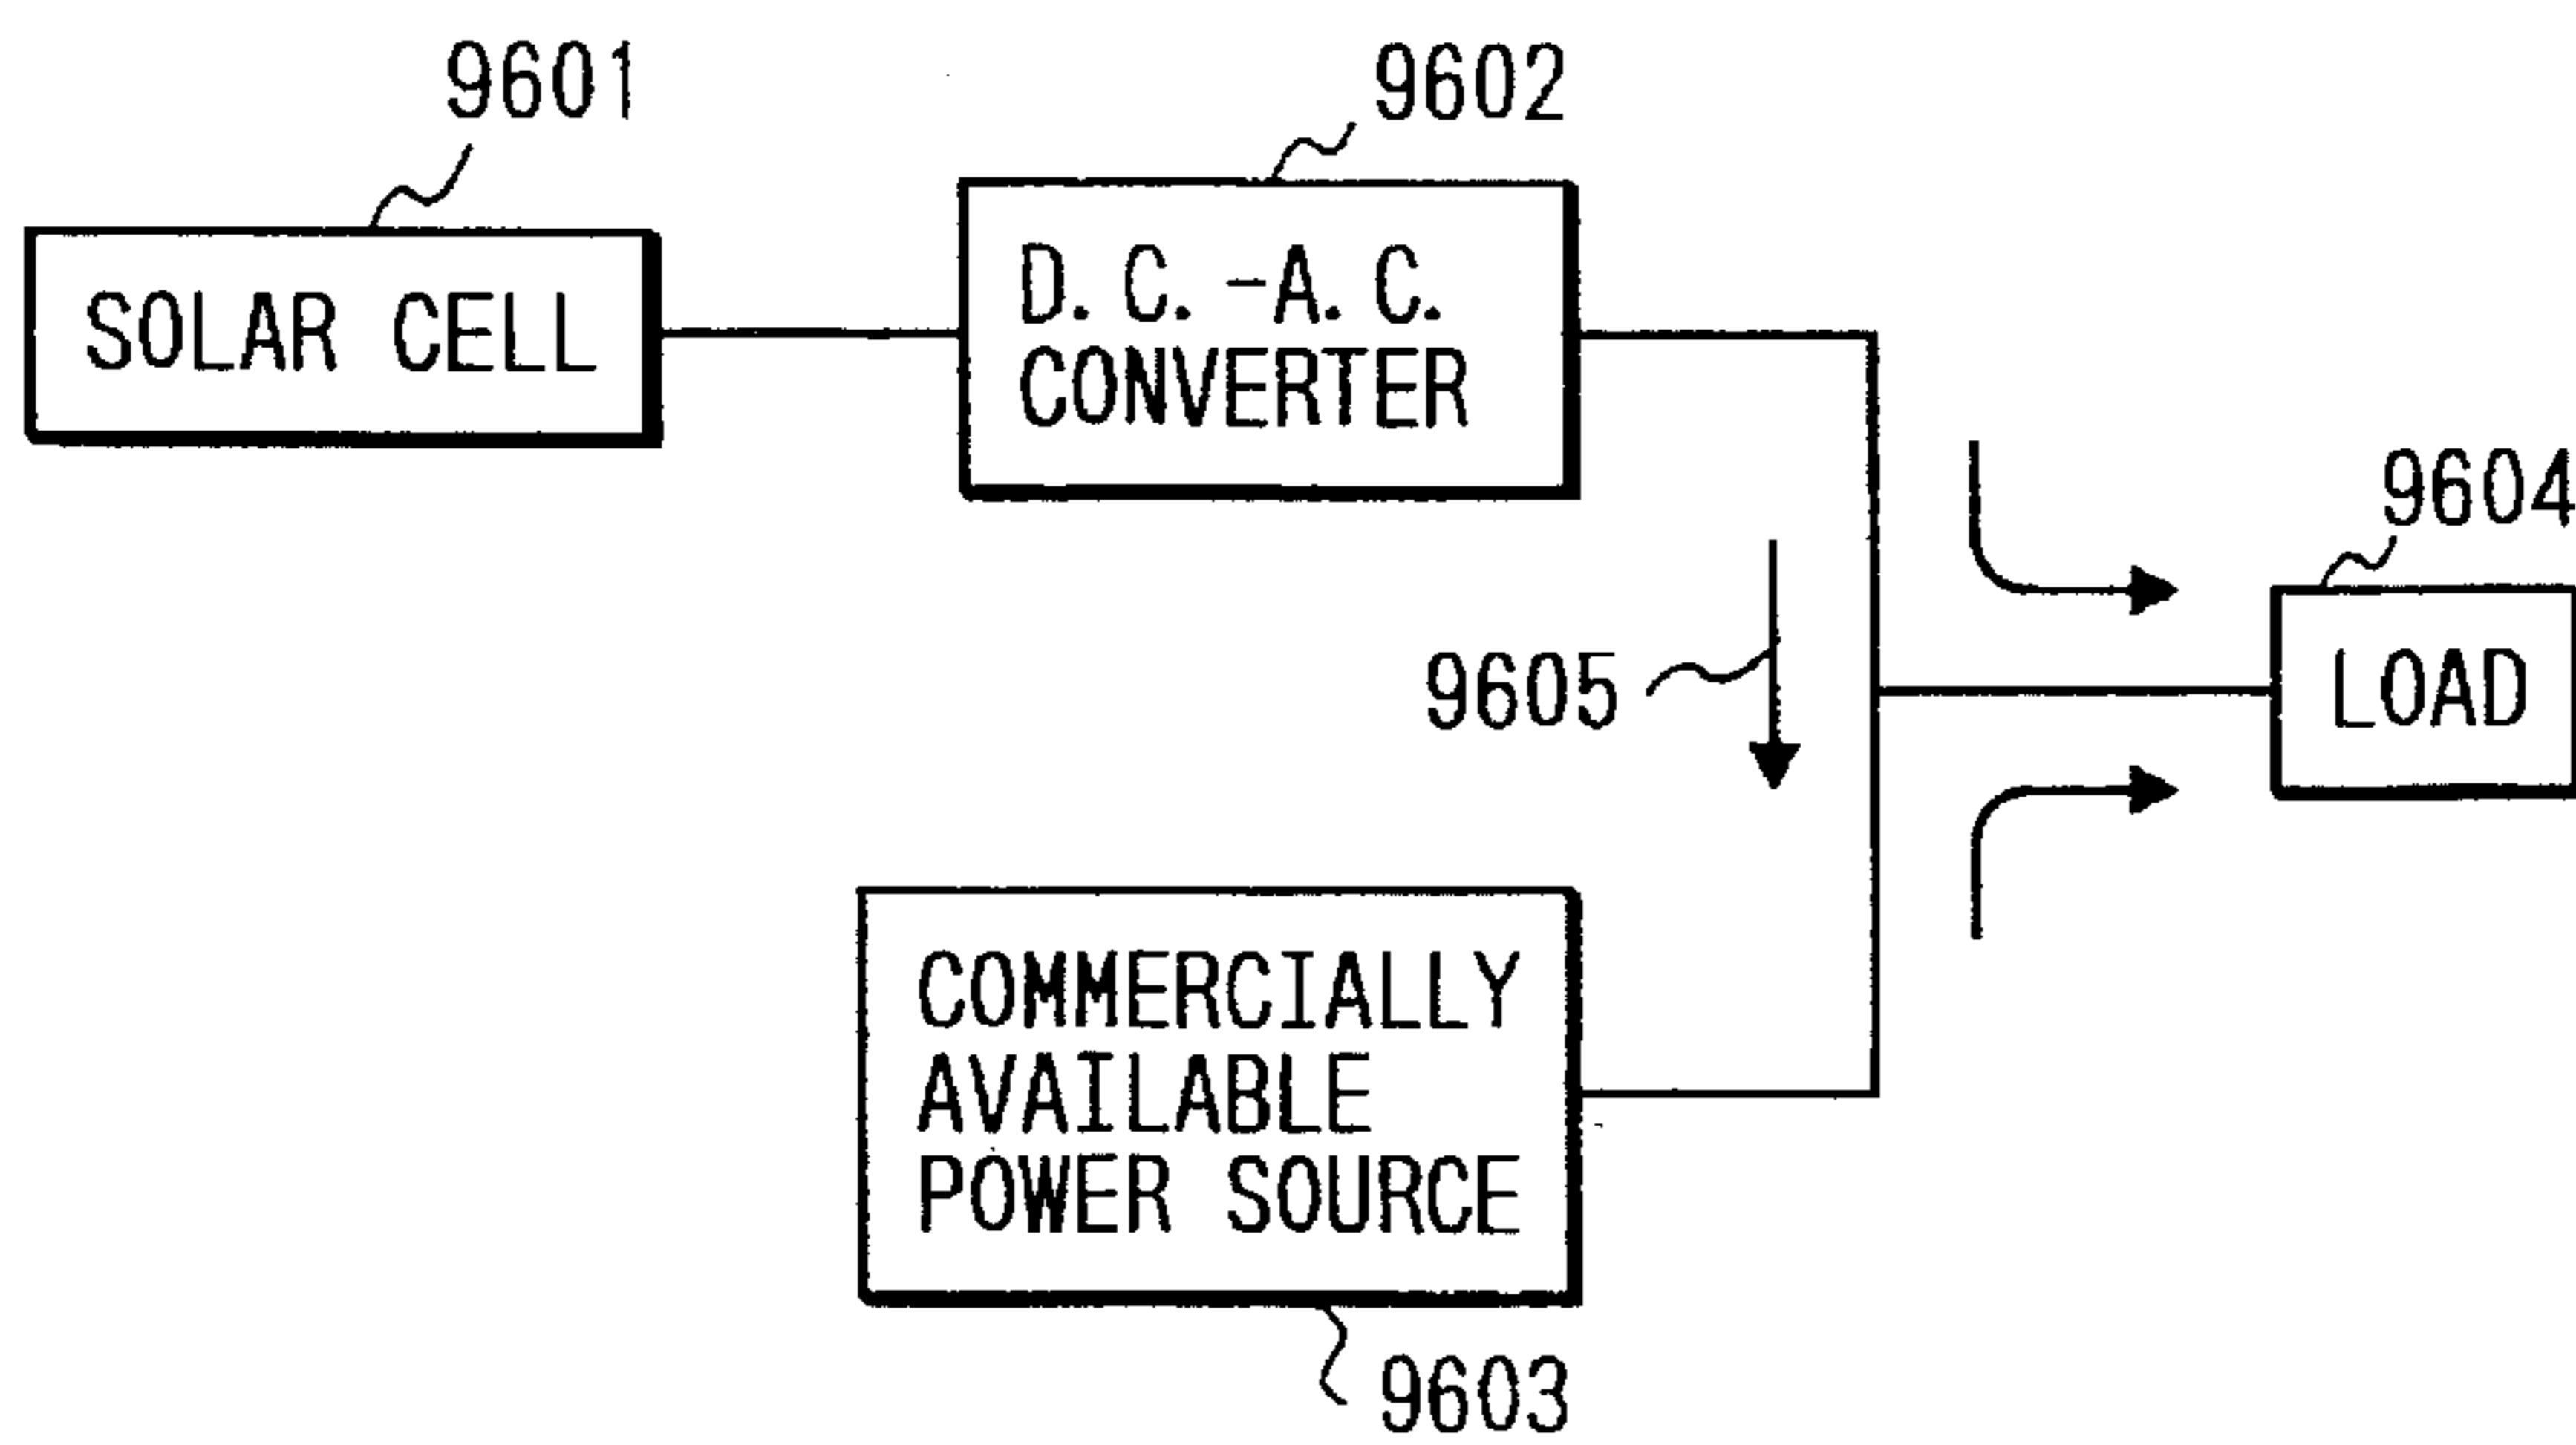 9601
9602
SOLAR CELL
D.C.-A.C.
CONVERTER
9604
9605
LOAD
COMMERCIALLY
AVAILABLE
POWER SOURCE
9603